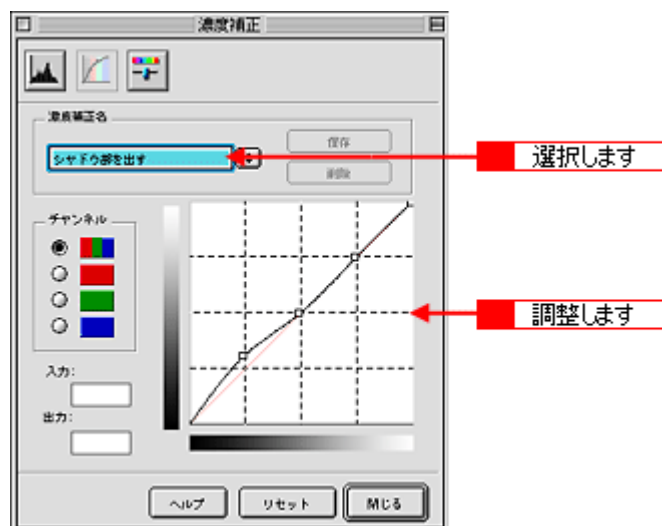 濃度補正
濃度補正名
シャドウ部を出す
保存
削除
選択します
チャンネル
調整します
入力:
出力:
ヘルプ
リセット
閉じる